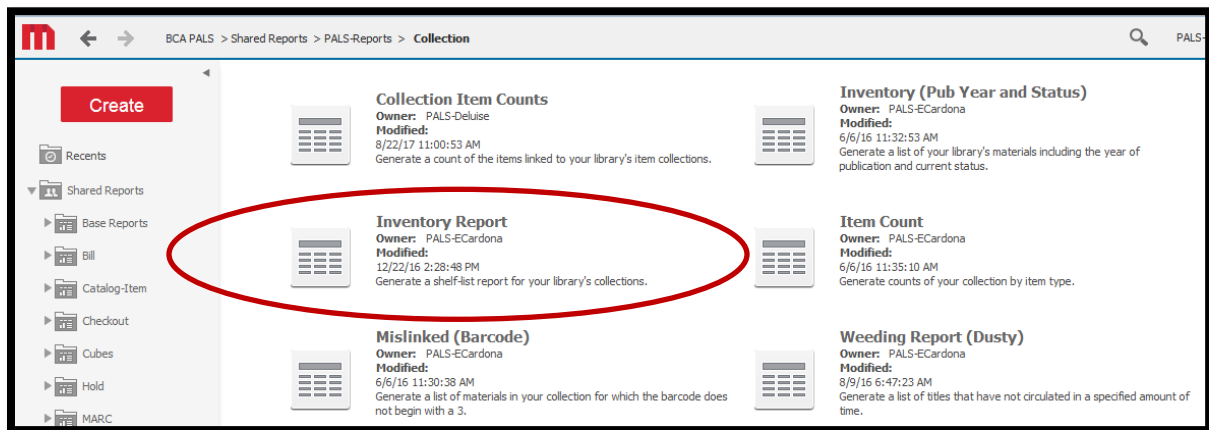 BCA PALS > Shared Reports > PALS-Reports > Collection
PALS-
Create
Recents
Shared Reports
Base Reports
Bill
Catalog-Item
Checkout
Cubes
Hold
MARC
Collection Item Counts
Owner: PALS-Deluise
Modified:
8/22/17 11:00:53 AM
Generate a count of the items linked to your library's item collections.
Inventory (Pub Year and Status)
Owner: PALS-ECardona
Modified:
6/6/16 11:32:53 AM
Generate a list of your library's materials including the year of
publication and current status.
Inventory Report
Owner: PALS-ECardona
Modified:
12/22/16 2:28:48 PM
Generate a shelf-list report for your library's collections.
Item Count
Owner: PALS-ECardona
Modified:
6/6/16 11:35:10 AM
Generate counts of your collection by item type.
Mislinked (Barcode)
Owner: PALS-ECardona
Modified:
6/6/16 11:30:38 AM
Generate a list of materials in your collection for which the barcode does
not begin with a 3.
Weeding Report (Dusty)
Owner: PALS-ECardona
Modified:
8/9/16 6:47:23 AM
Generate a list of titles that have not circulated in a specified amount of
time.